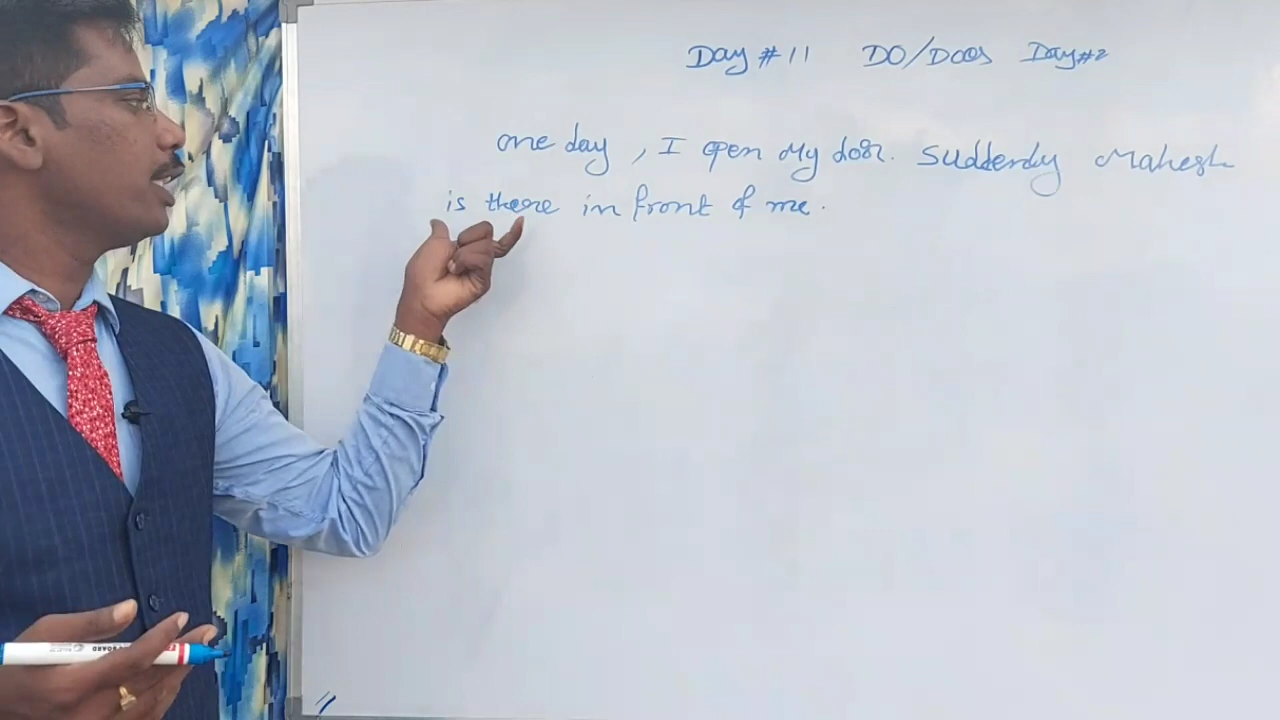 Day #11 DO/Does Day#2
one day, I open My door. Suddenly Mahesh
is there in front of me.